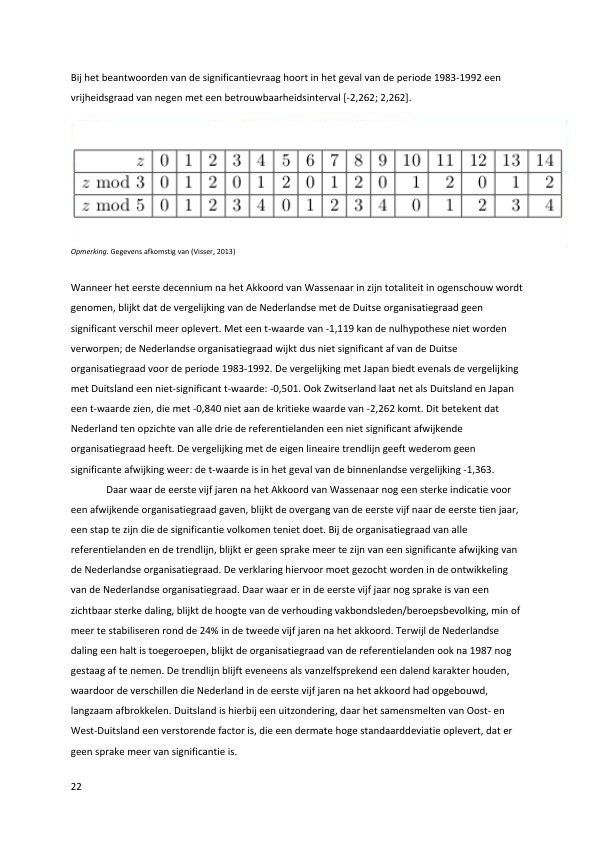 Bij het beantwoorden van de significantievraag hoort in het geval van de periode 1983-1992 een
vrijheidsgraad van negen met een betrouwbaarheidsinterval [-2,262; 2,262].
z 0 1 2 3 4 5 6 7 8 9 10 11 12 13 14
z mod 3 0 1 2 0 1 2 0 1 2 0 1 2 0 1 2
z mod 5 0 1 2 3 4 0 1 2 3 4 0 1 2 3 4
Opmerking. Gegevens afkomstig van (Visser, 2013)
Wanneer het eerste decennium na het Akkoord van Wassenaar in zijn totaliteit in ogenschouw wordt
genomen, blijkt dat de vergelijking van de Nederlandse met de Duitse organisatiegraad geen
significant verschil meer oplevert. Met een t-waarde van -1,119 kan de nulhypothese niet worden
verworpen; de Nederlandse organisatiegraad wijkt dus niet significant af van de Duitse
organisatiegraad voor de periode 1983-1992. De vergelijking met Japan biedt evenals de vergelijking
met Duitsland een niet-significant t-waarde: -0,501. Ook Zwitserland laat net als Duitsland en Japan
een t-waarde zien, die met -0,840 niet aan de kritieke waarde van -2,262 komt. Dit betekent dat
Nederland ten opzichte van alle drie de referentielanden een niet significant afwijkende
organisatiegraad heeft. De vergelijking met de eigen lineaire trendlijn geeft wederom geen
significante afwijking weer: de t-waarde is in het geval van de binnenlandse vergelijking -1,363.
Daar waar de eerste vijf jaren na het Akkoord van Wassenaar nog een sterke indicatie voor
een afwijkende organisatiegraad gaven, blijkt de overgang van de eerste vijf naar de eerste tien jaar,
een stap te zijn die de significantie volkomen teniet doet. Bij de organisatiegraad van alle
referentielanden en de trendlijn, blijkt er geen sprake meer te zijn van een significante afwijking van
de Nederlandse organisatiegraad. De verklaring hiervoor moet gezocht worden in de ontwikkeling
van de Nederlandse organisatiegraad. Daar waar er in de eerste vijf jaar nog sprake is van een
zichtbaar sterke daling, blijkt de hoogte van de verhouding vakbondsleden/beroepsbevolking, min of
meer te stabiliseren rond de 24% in de tweede vijf jaren na het akkoord. Terwijl de Nederlandse
daling een halt is toegeroepen, blijkt de organisatiegraad van de referentielanden ook na 1987 nog
gestaag af te nemen. De trendlijn blijft eveneens als vanzelfsprekend een dalend karakter houden,
waardoor de verschillen die Nederland in de eerste vijf jaren na het akkoord had opgebouwd,
langzaam afbrokkelen. Duitsland is hierbij een uitzondering, daar het samensmelten van Oost- en
West-Duitsland een verstorende factor is, die een dermate hoge standaarddeviatie oplevert, dat er
geen sprake meer van significantie is.
22